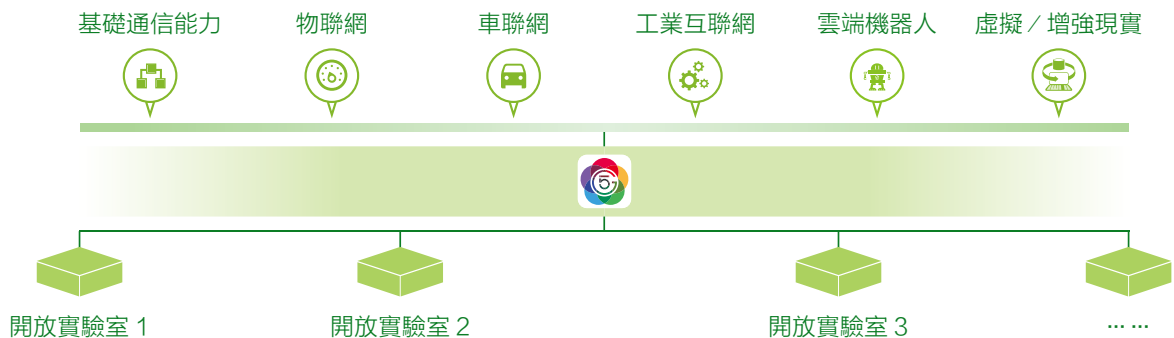 基礎通信能力
物聯網
車聯網
工業互聯網
雲端機器人
虛擬／增強現實
5G
開放實驗室 1
開放實驗室 2
開放實驗室 3
… …